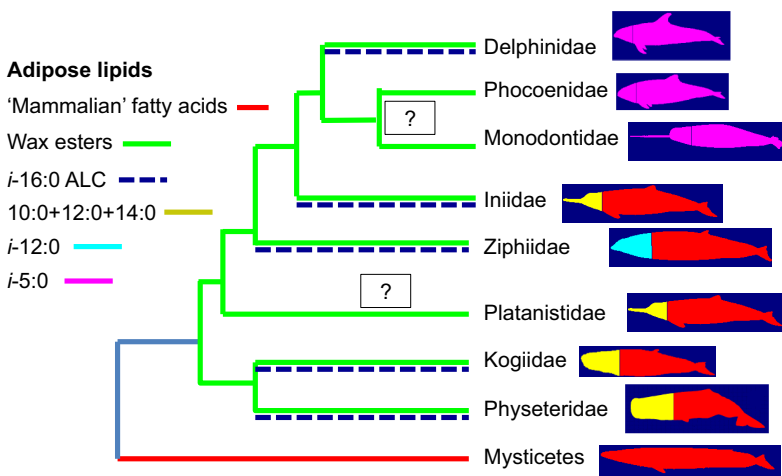 Adipose lipids
'Mammalian' fatty acids
Wax esters
i-16:0 ALC
10:0+12:0+14:0
i-12:0
i-5:0
?
?
Delphinidae
Phocoenidae
Monodontidae
Iniidae
Ziphiidae
Platanistidae
Kogiidae
Physeteridae
Mysticetes